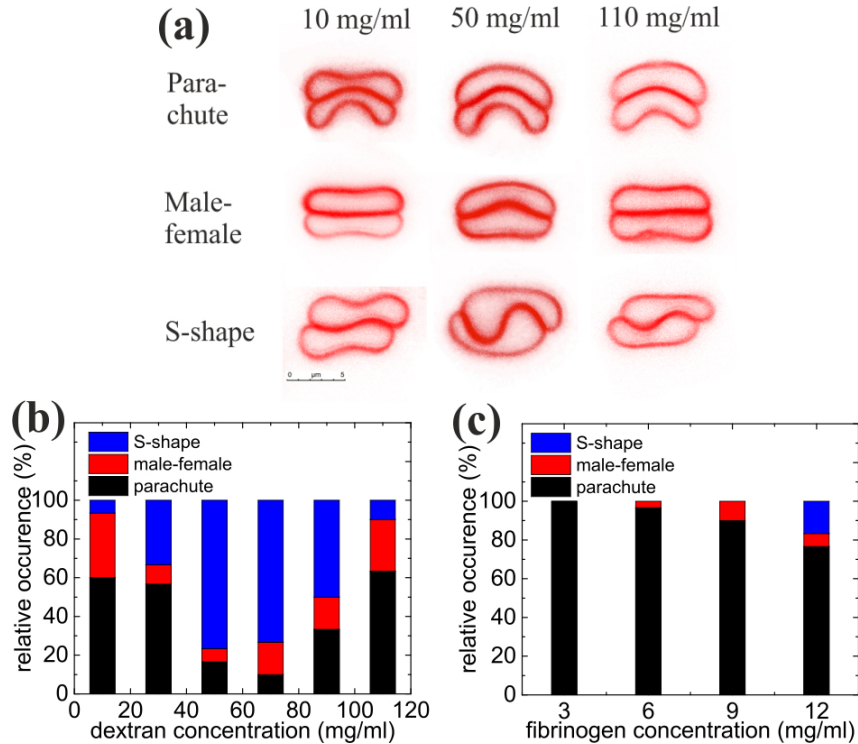 (a) 10 mg/ml 50 mg/ml 110 mg/ml
Para-
chute
Male-
female
S-shape
0 µm 5
(b)
S-shape
male-female
parachute
relative occurence (%)
100
80
60
40
20
0
0 20 40 60 80 100 120
dextran concentration (mg/ml)
(c)
S-shape
male-female
parachute
relative occurence (%)
100
80
60
40
20
0
3 6 9 12
fibrinogen concentration (mg/ml)